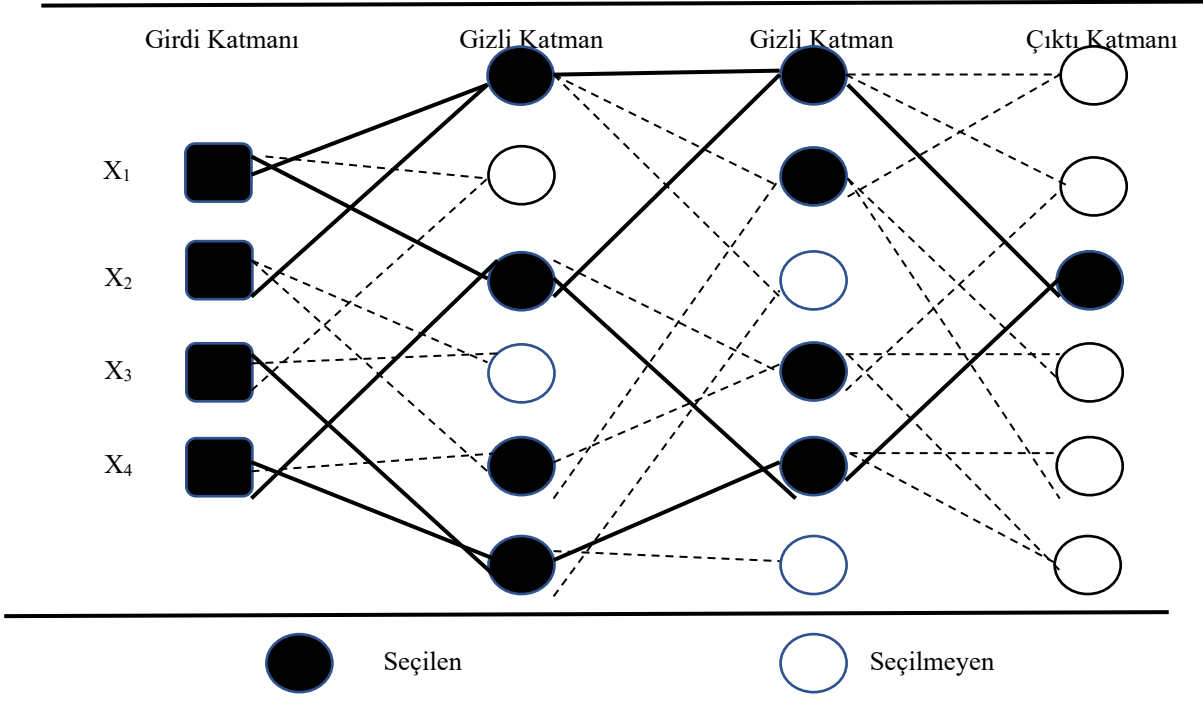 Girdi Katmanı Gizli Katman Gizli Katman Çıktı Katmanı
X₁
X₂
X₃
X₄
Seçilen Seçilmeyen